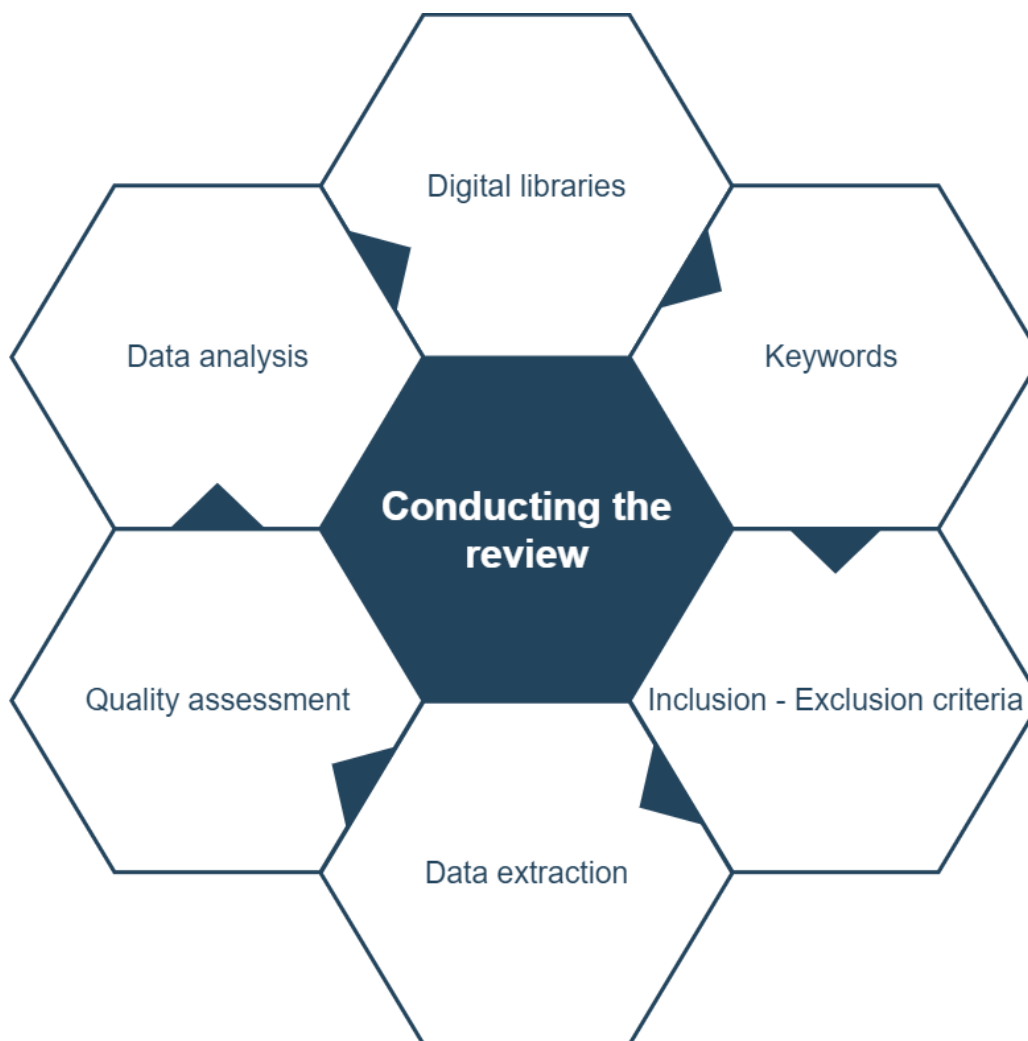 Digital libraries
Data analysis
Keywords
Conducting the
review
Quality assessment
Inclusion - Exclusion criteria
Data extraction